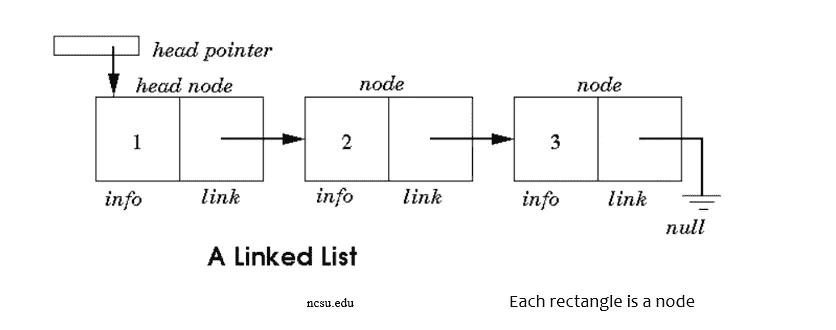 head pointer
head node node node
1 2 3
info link info link info link
null
A Linked List
ncsu.edu Each rectangle is a node